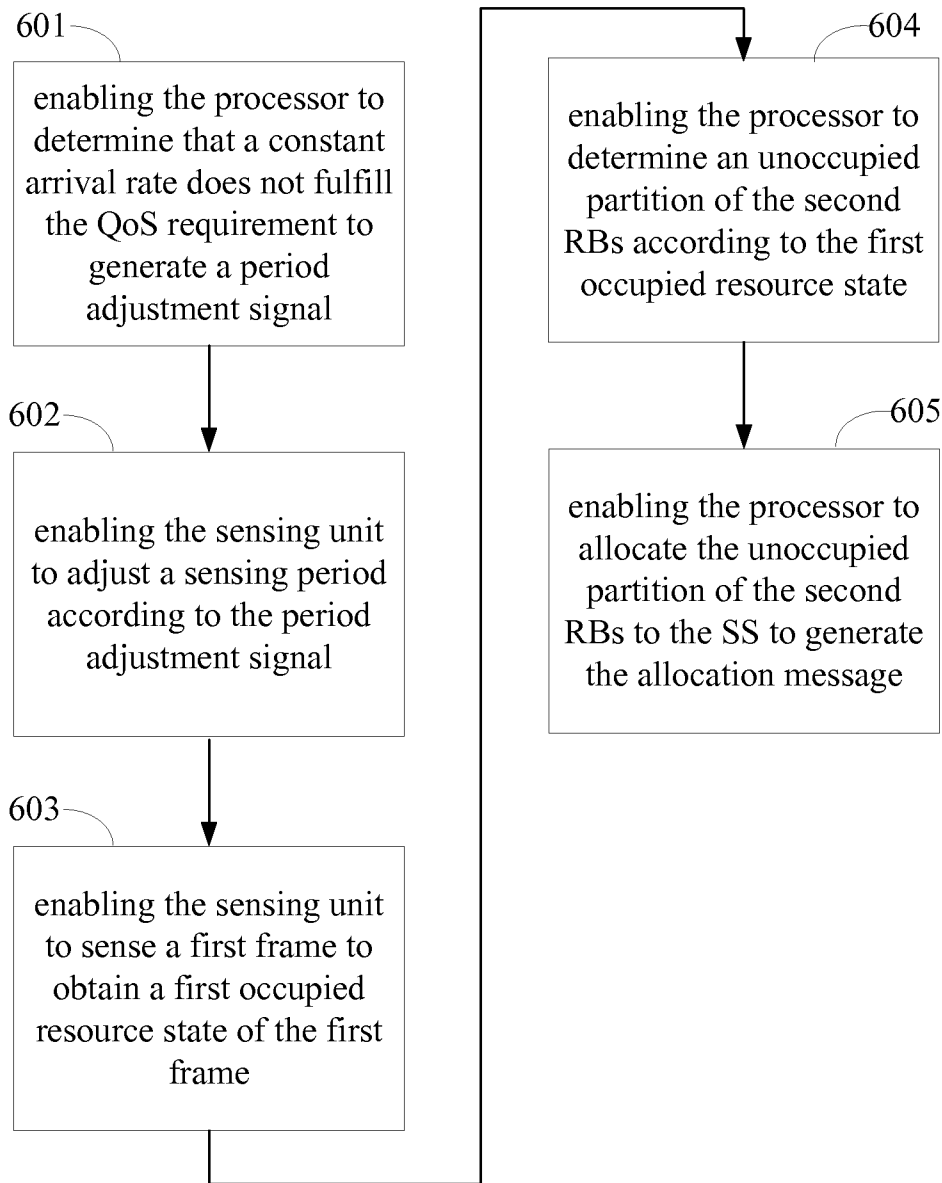 601
enabling the processor to
determine that a constant
arrival rate does not fulfill
the QoS requirement to
generate a period
adjustment signal
602
enabling the sensing unit
to adjust a sensing period
according to the period
adjustment signal
603
enabling the sensing unit
to sense a first frame to
obtain a first occupied
resource state of the first
frame
604
enabling the processor to
determine an unoccupied
partition of the second
RBs according to the first
occupied resource state
605
enabling the processor to
allocate the unoccupied
partition of the second
RBs to the SS to generate
the allocation message